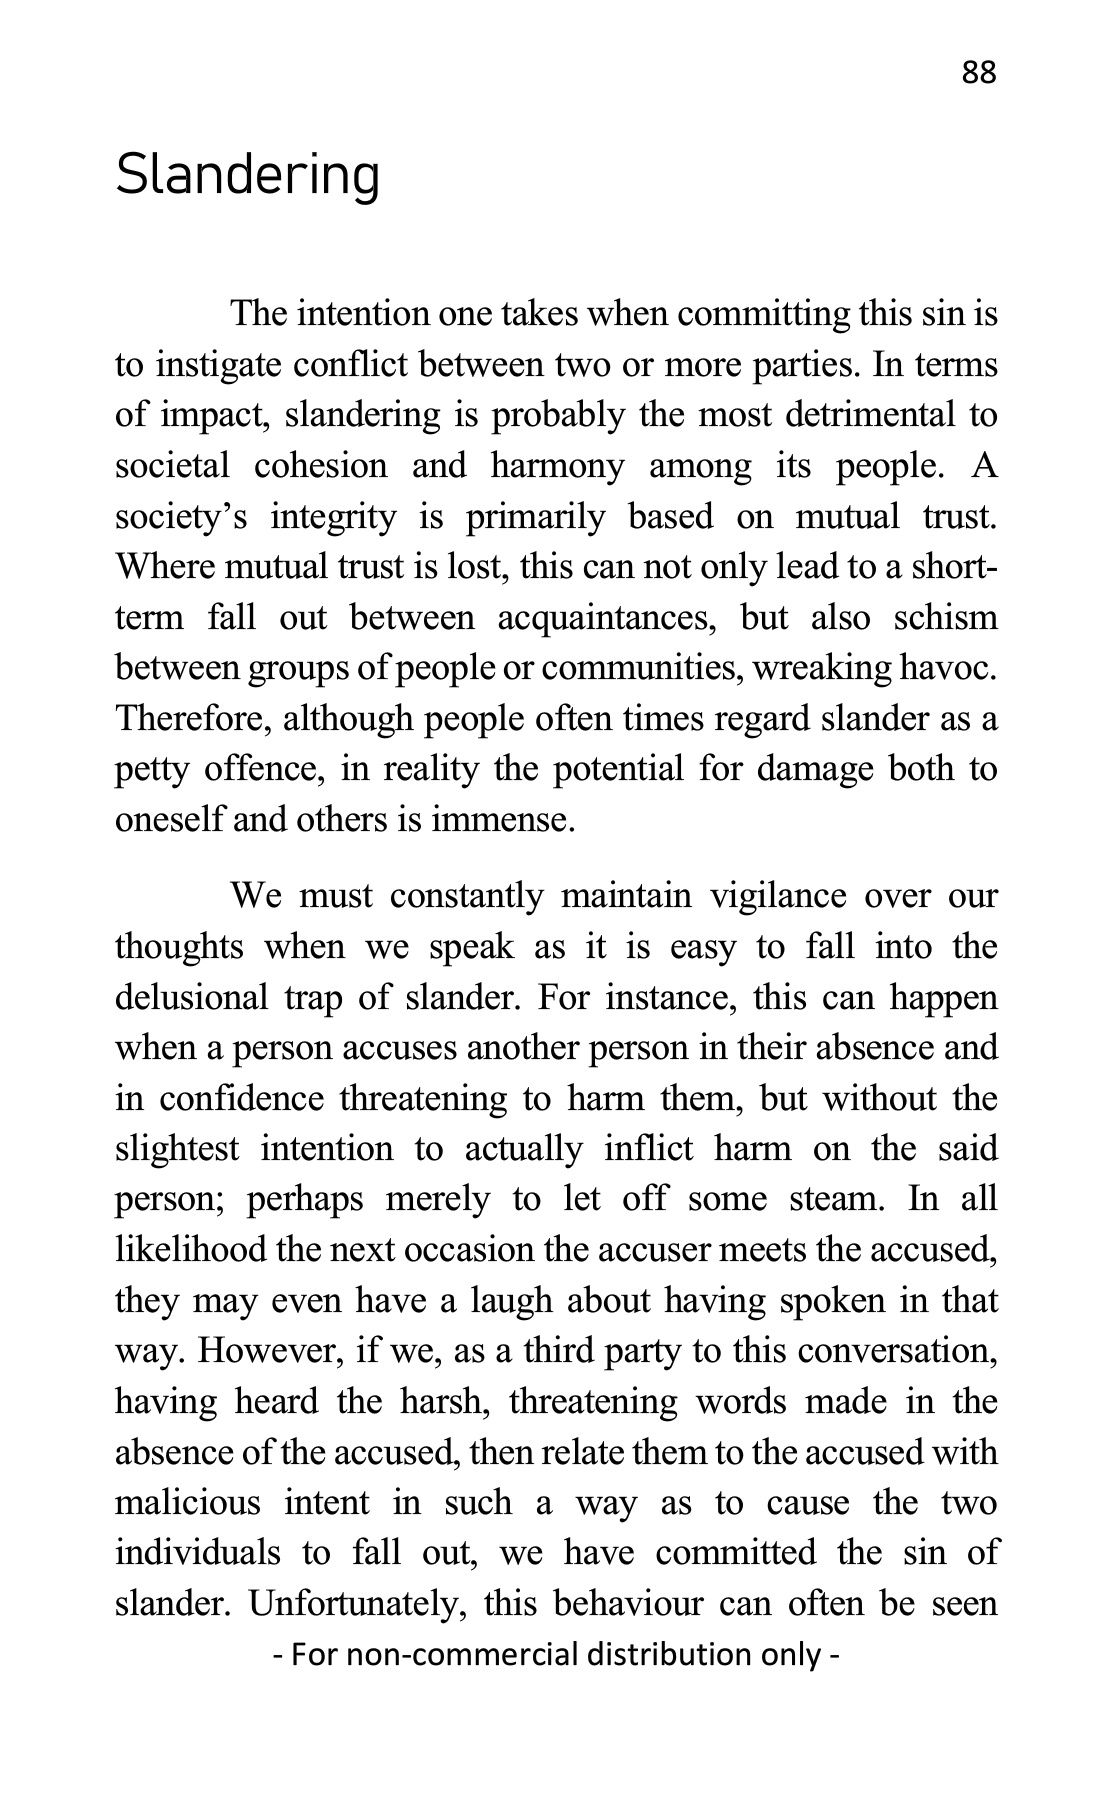 88
Slandering
The intention one takes when committing this sin is
to instigate conflict between two or more parties. In terms
of impact, slandering is probably the most detrimental to
societal cohesion and harmony among its people. A
society’s integrity is primarily based on mutual trust.
Where mutual trust is lost, this can not only lead to a short-
term fall out between acquaintances, but also schism
between groups of people or communities, wreaking havoc.
Therefore, although people often times regard slander as a
petty offence, in reality the potential for damage both to
oneself and others is immense.
We must constantly maintain vigilance over our
thoughts when we speak as it is easy to fall into the
delusional trap of slander. For instance, this can happen
when a person accuses another person in their absence and
in confidence threatening to harm them, but without the
slightest intention to actually inflict harm on the said
person; perhaps merely to let off some steam. In all
likelihood the next occasion the accuser meets the accused,
they may even have a laugh about having spoken in that
way. However, if we, as a third party to this conversation,
having heard the harsh, threatening words made in the
absence of the accused, then relate them to the accused with
malicious intent in such a way as to cause the two
individuals to fall out, we have committed the sin of
slander. Unfortunately, this behaviour can often be seen
- For non-commercial distribution only -